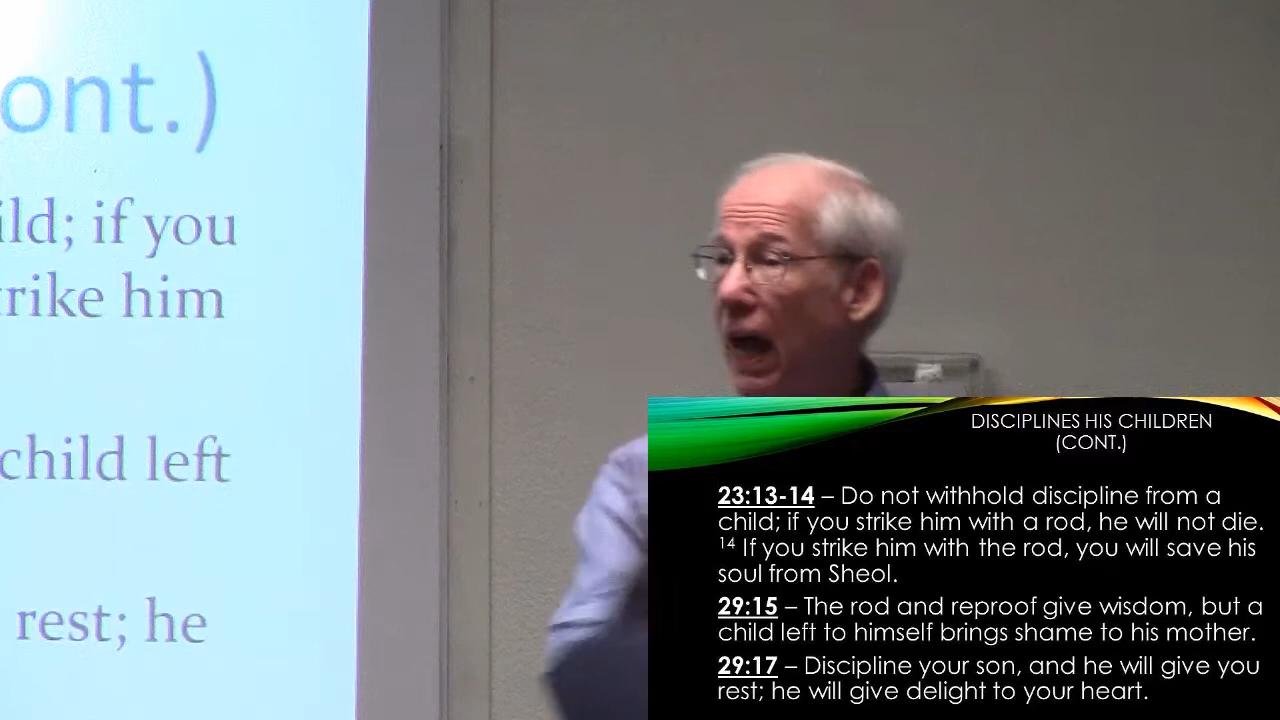 ont.)
ild; if you
rike him
child left
rest; he
DISCIPLINES HIS CHILDREN
(CONT.)
23:13-14 – Do not withhold discipline from a
child; if you strike him with a rod, he will not die.
14 If you strike him with the rod, you will save his
soul from Sheol.
29:15 – The rod and reproof give wisdom, but a
child left to himself brings shame to his mother.
29:17 – Discipline your son, and he will give you
rest; he will give delight to your heart.